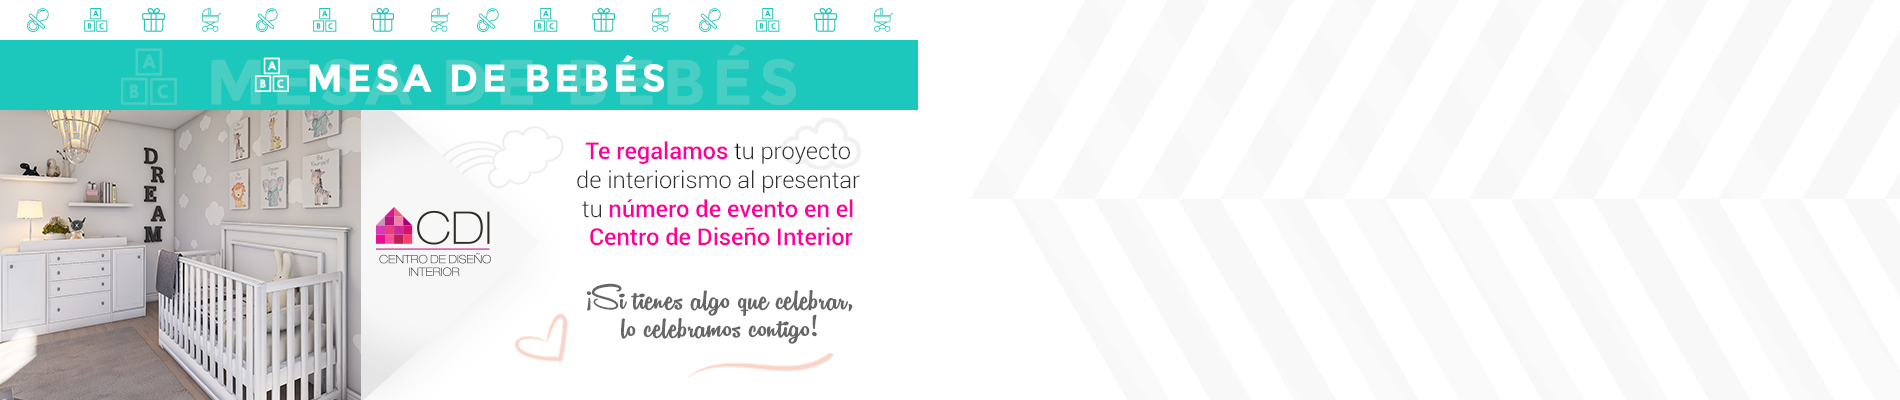 MESA DE BEBÉS
Te regalamos tu proyecto
de interiorismo al presentar
tu número de evento en el
Centro de Diseño Interior
DREAM
CDI
CENTRO DE DISEÑO
INTERIOR
¡Si tienes algo que celebrar,
lo celebramos contigo!